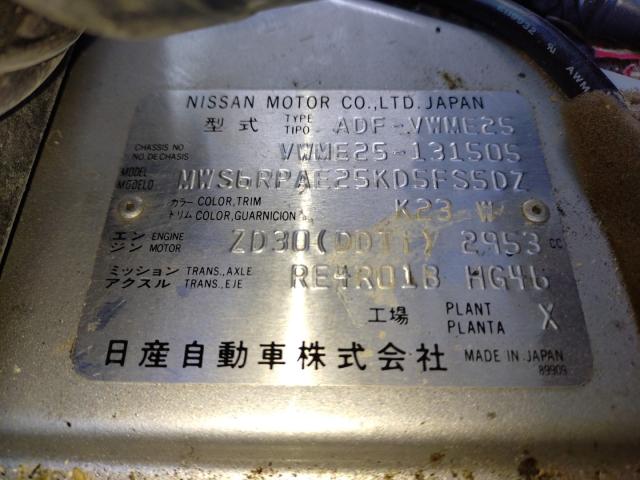 NISSAN MOTOR CO.,LTD. JAPAN
型式 TYPE TIPO ADF-VWME25
CHASSIS NO NO.DE CHASIS VWME25-131505
MODEL MODELO MWS6RPAE25KD5FS5DZ
カラー COLOR,TRIM
トリム COLOR,GUARNICION K23 W
エンジン ENGINE MOTOR ZD30(DDTi) 2953 cc
ミッション TRANS.,AXLE
アクスル TRANS.,EJE RE4R01B HG46
工場 PLANT PLANTA X
日産自動車株式会社 MADE IN JAPAN
89909
AWM